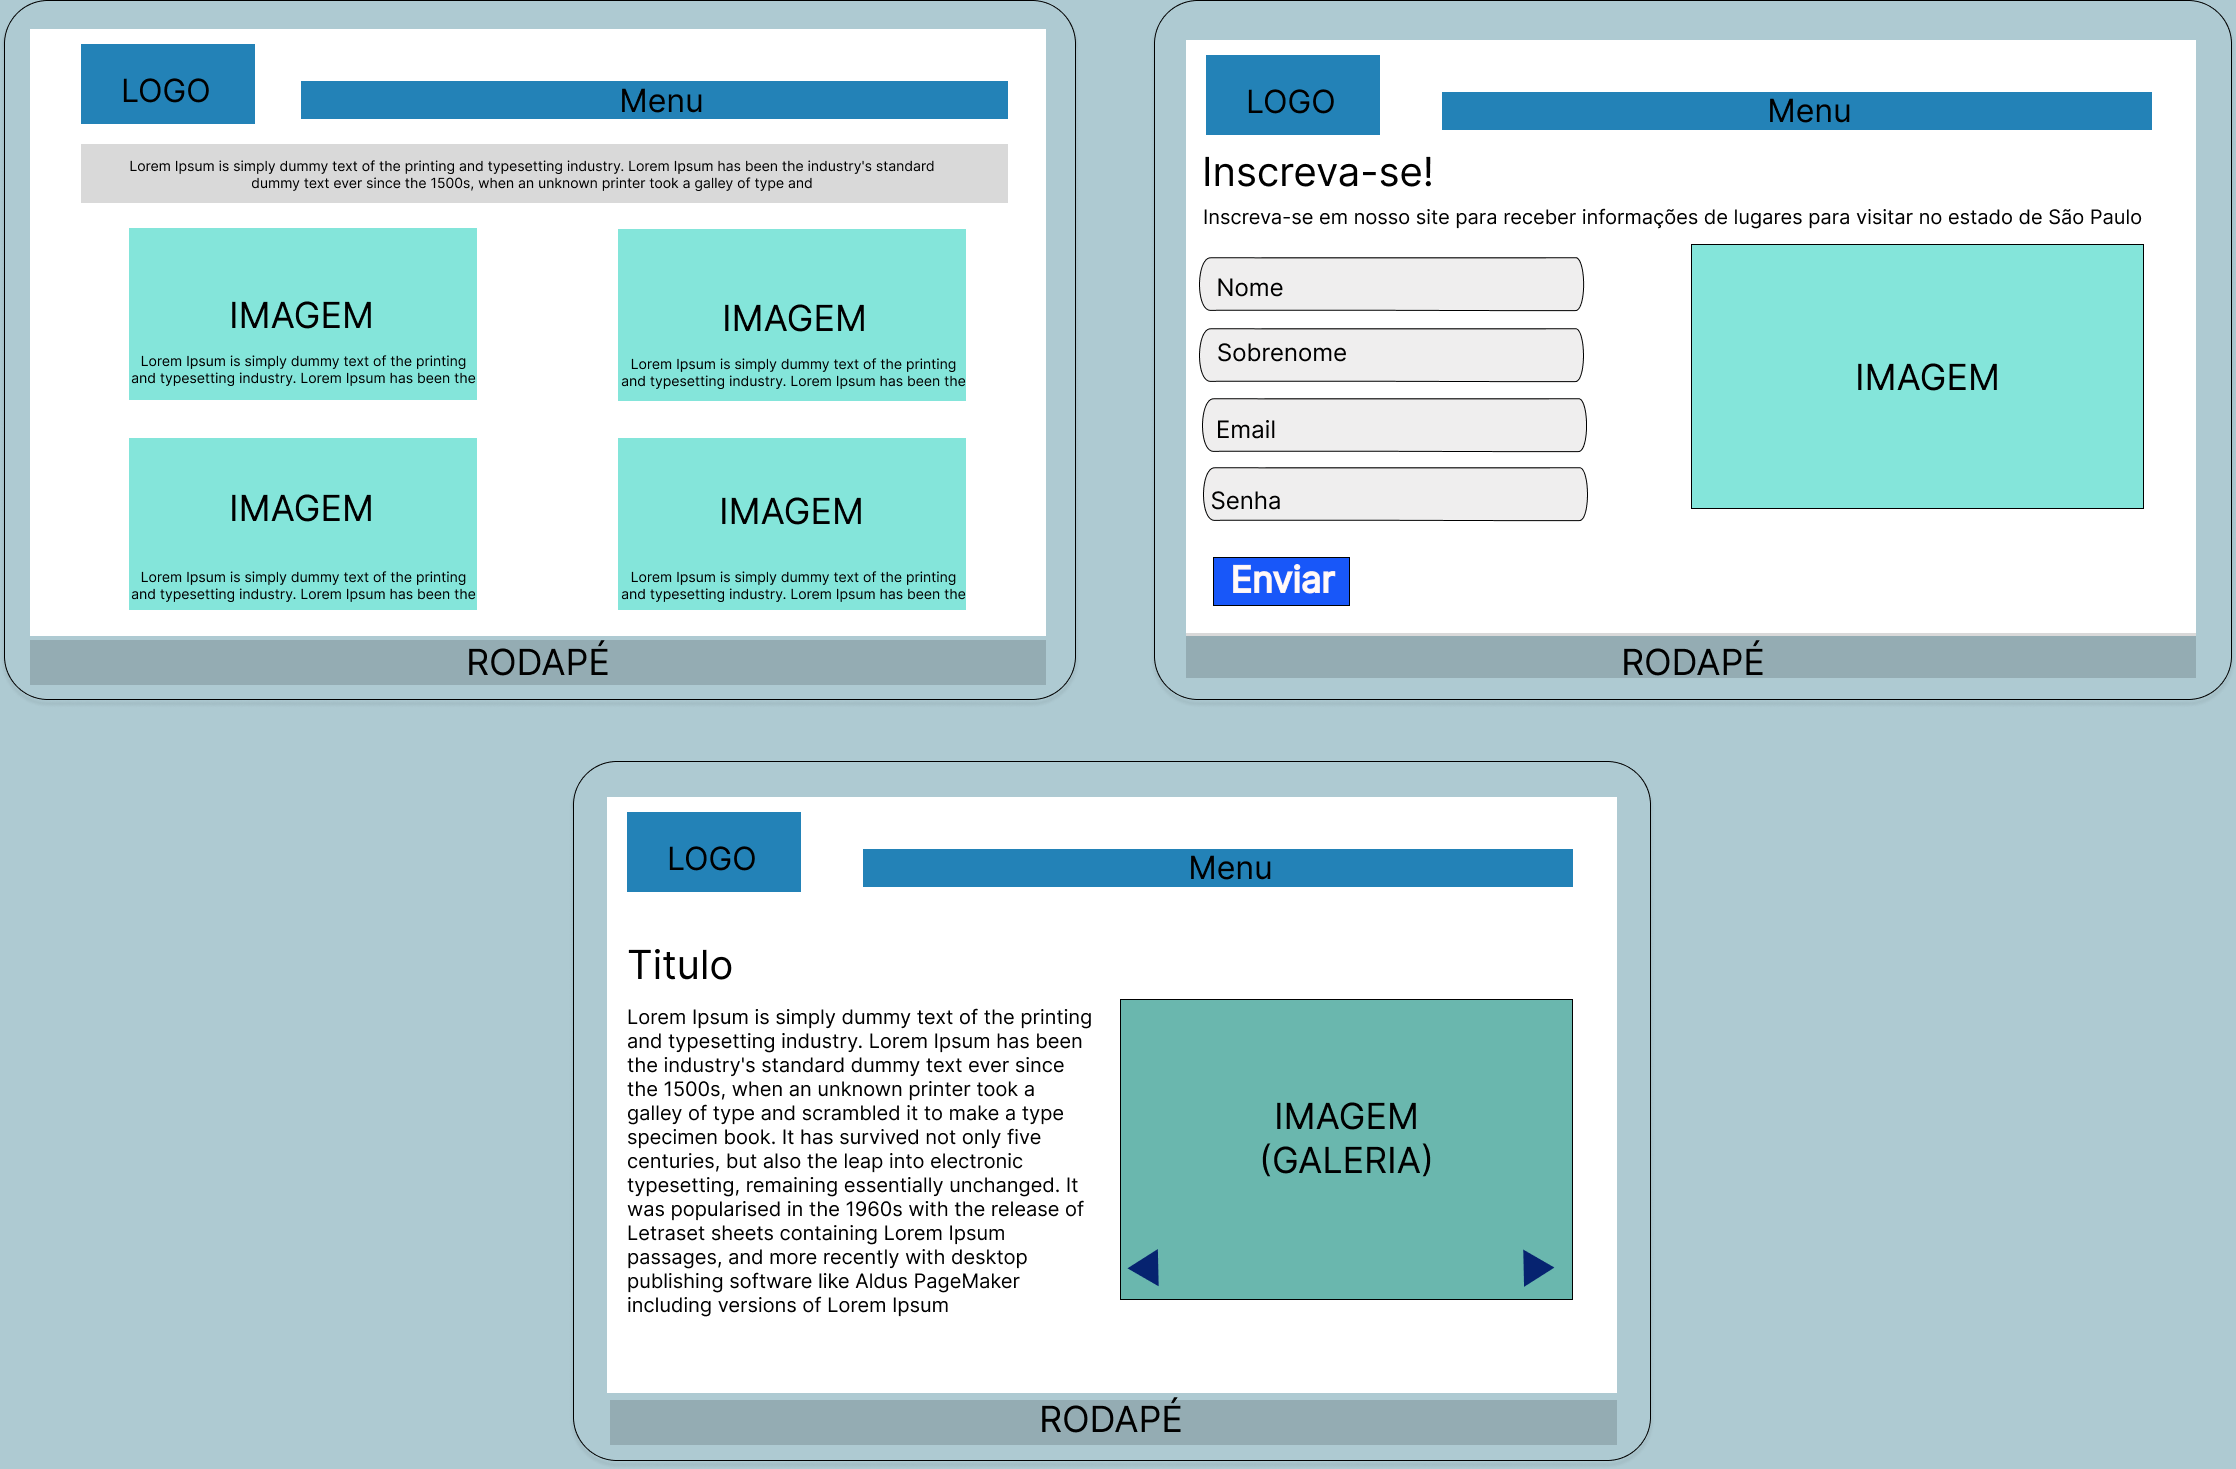 LOGO
Menu
Lorem Ipsum is simply dummy text of the printing and typesetting industry. Lorem Ipsum has been the industry's standard
dummy text ever since the 1500s, when an unknown printer took a galley of type and
IMAGEM
Lorem Ipsum is simply dummy text of the printing
and typesetting industry. Lorem Ipsum has been the
IMAGEM
Lorem Ipsum is simply dummy text of the printing
and typesetting industry. Lorem Ipsum has been the
IMAGEM
Lorem Ipsum is simply dummy text of the printing
and typesetting industry. Lorem Ipsum has been the
IMAGEM
Lorem Ipsum is simply dummy text of the printing
and typesetting industry. Lorem Ipsum has been the
RODAPÉ
LOGO
Menu
Inscreva-se!
Inscreva-se em nosso site para receber informações de lugares para visitar no estado de São Paulo
Nome
Sobrenome
Email
Senha
IMAGEM
Enviar
RODAPÉ
LOGO
Menu
Titulo
Lorem Ipsum is simply dummy text of the printing
and typesetting industry. Lorem Ipsum has been
the industry's standard dummy text ever since
the 1500s, when an unknown printer took a
galley of type and scrambled it to make a type
specimen book. It has survived not only five
centuries, but also the leap into electronic
typesetting, remaining essentially unchanged. It
was popularised in the 1960s with the release of
Letraset sheets containing Lorem Ipsum
passages, and more recently with desktop
publishing software like Aldus PageMaker
including versions of Lorem Ipsum
IMAGEM
(GALERIA)
RODAPÉ